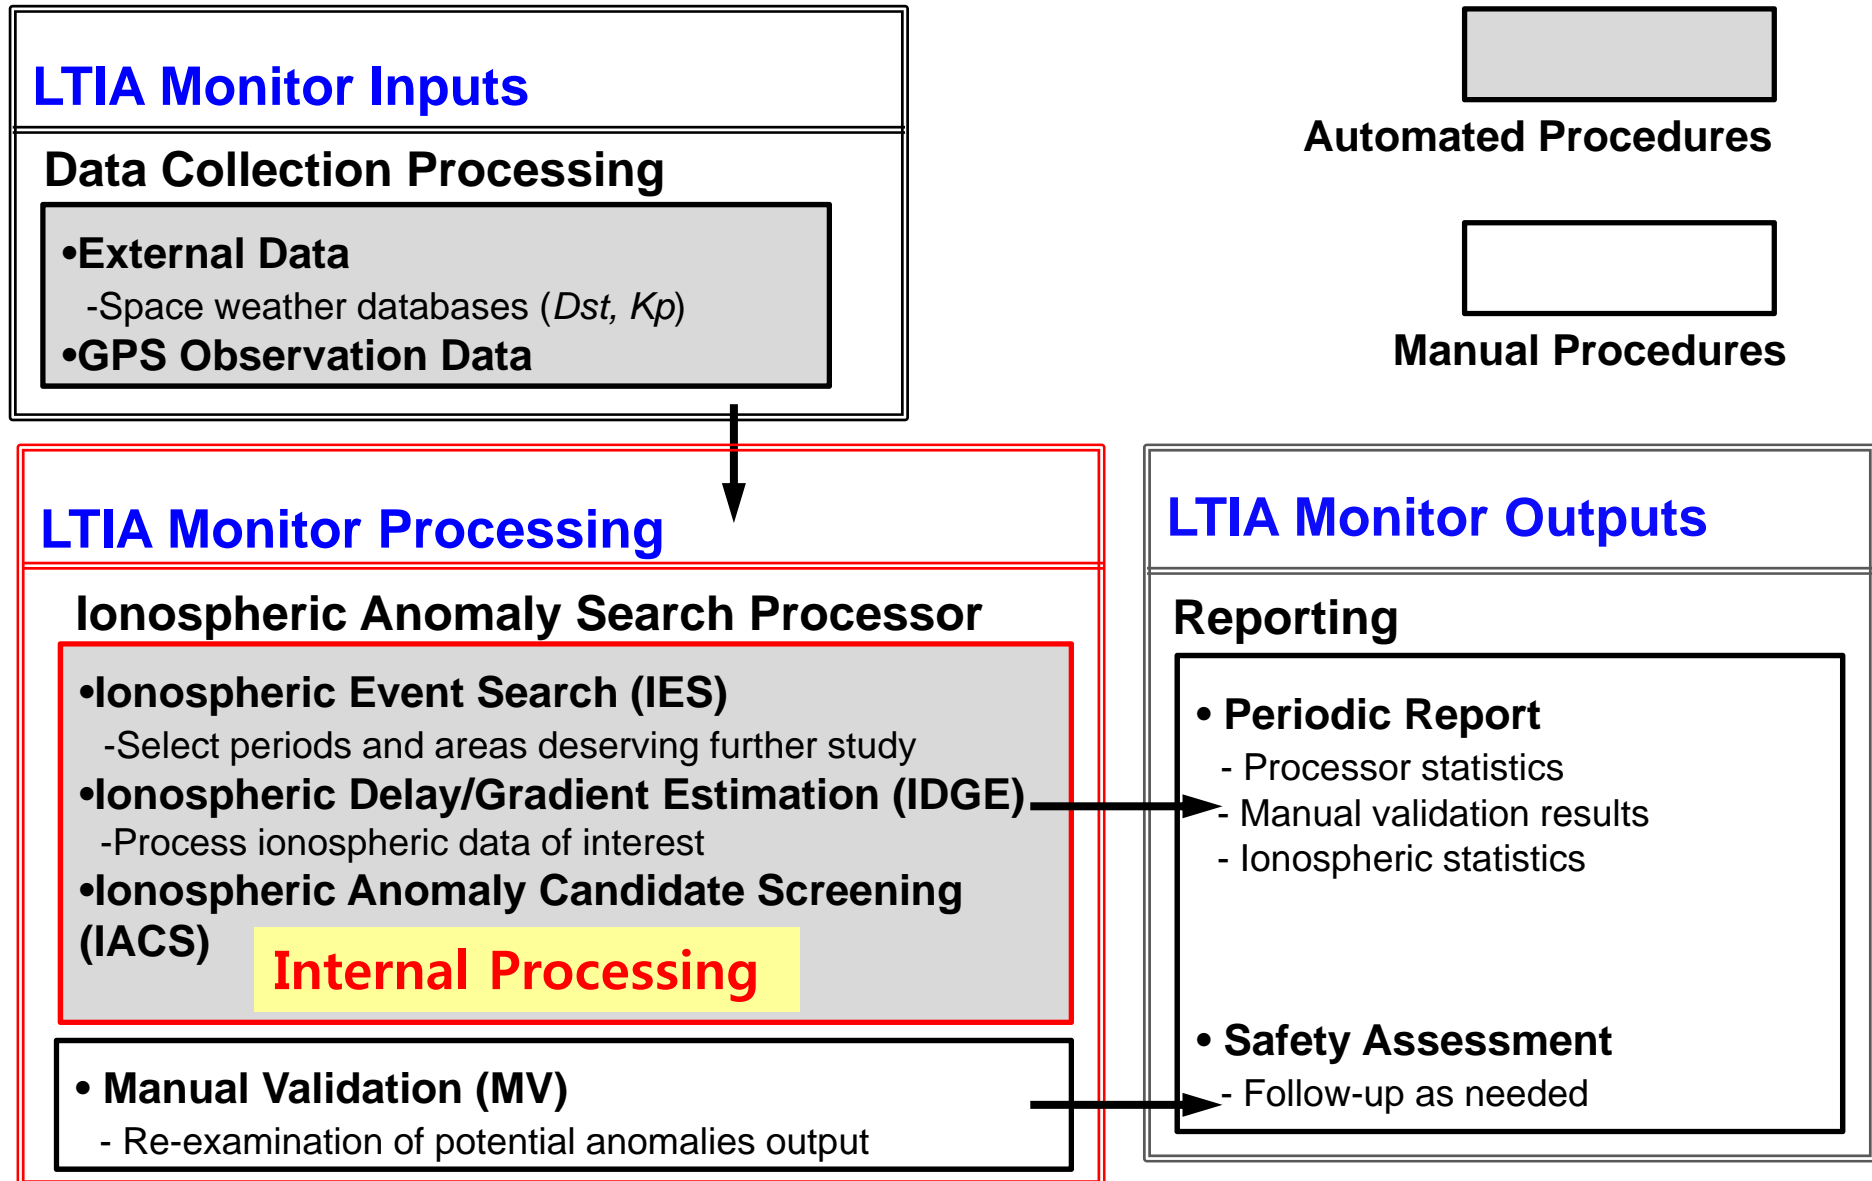 LTIA Monitor Inputs
Data Collection Processing
•External Data
-Space weather databases (Dst, Kp)
•GPS Observation Data
Automated Procedures
Manual Procedures
LTIA Monitor Processing
Ionospheric Anomaly Search Processor
•Ionospheric Event Search (IES)
-Select periods and areas deserving further study
•Ionospheric Delay/Gradient Estimation (IDGE)
-Process ionospheric data of interest
•Ionospheric Anomaly Candidate Screening
(IACS)
Internal Processing
• Manual Validation (MV)
- Re-examination of potential anomalies output
LTIA Monitor Outputs
Reporting
• Periodic Report
- Processor statistics
- Manual validation results
- Ionospheric statistics
• Safety Assessment
- Follow-up as needed